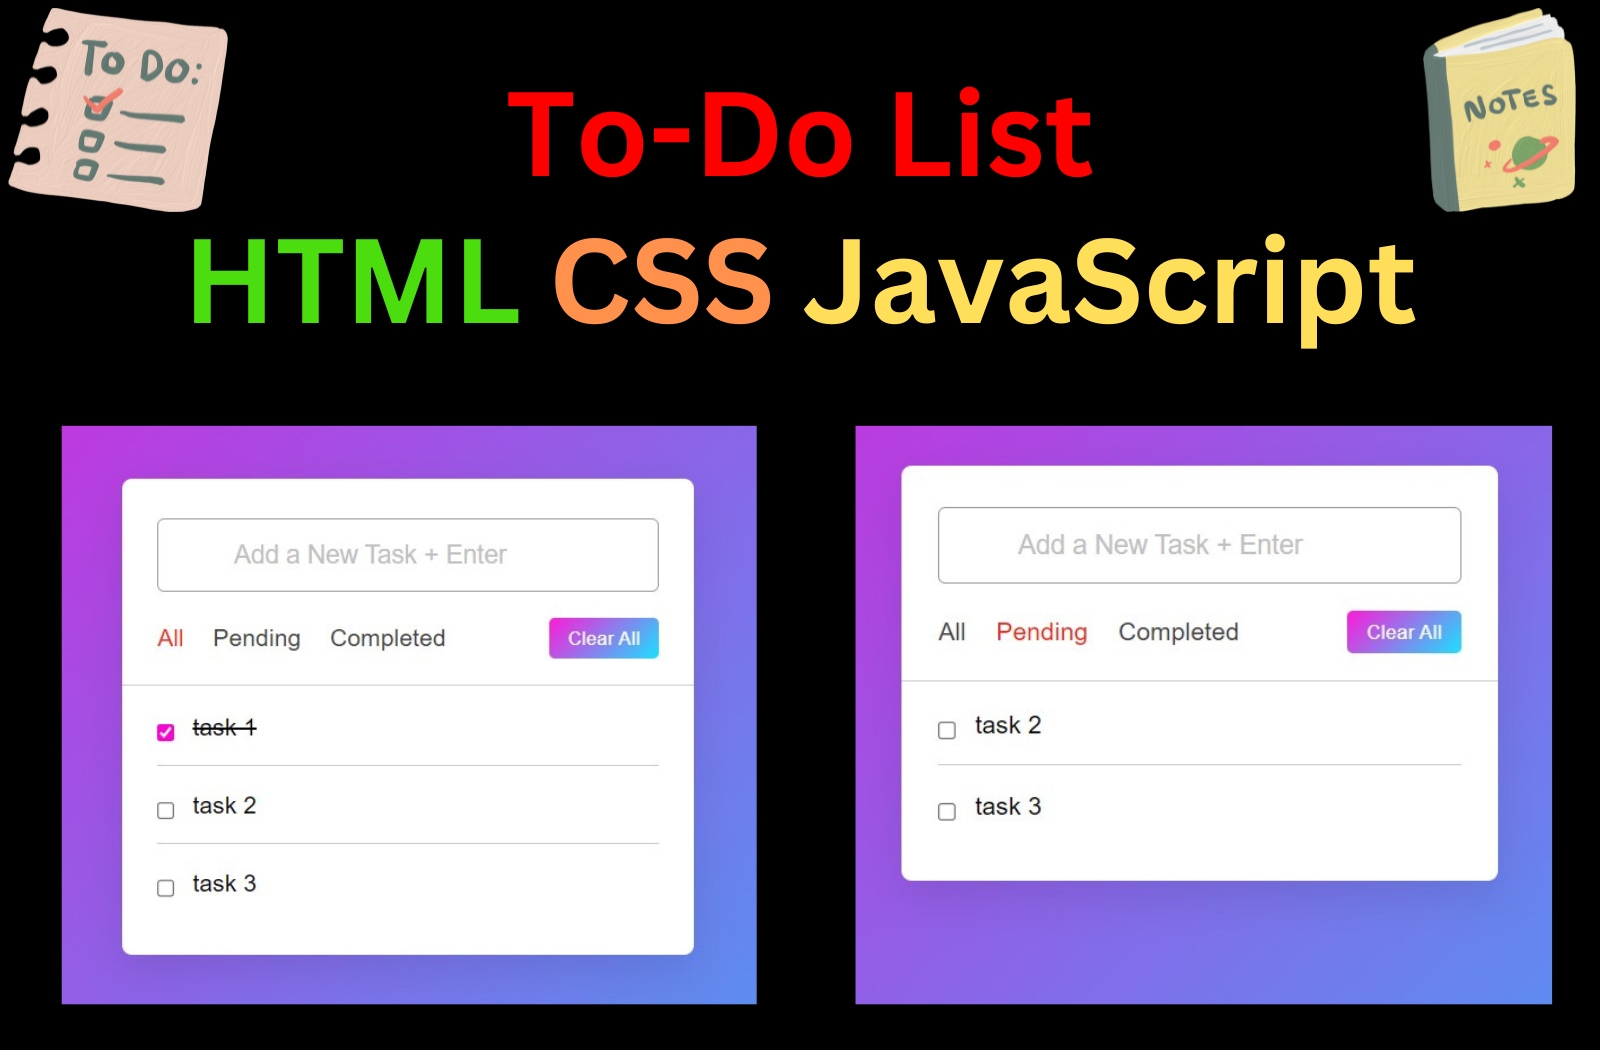 To Do:
NOTES
To-Do List
HTML CSS JavaScript
Add a New Task + Enter
All Pending Completed Clear All
task 1
task 2
task 3
Add a New Task + Enter
All Pending Completed Clear All
task 2
task 3